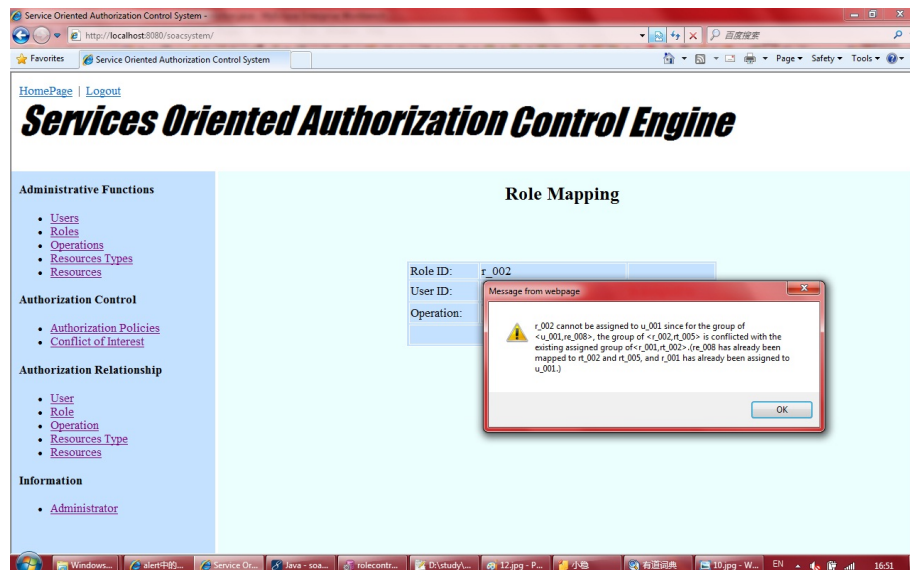 Service Oriented Authorization Control System -
http://localhost:8080/soacsystem/
百度搜索
Favorites
Service Oriented Authorization Control System
Page
Safety
Tools
HomePage | Logout
Services Oriented Authorization Control Engine
Administrative Functions
Users
Roles
Operations
Resources Types
Resources
Authorization Control
Authorization Policies
Conflict of Interest
Authorization Relationship
User
Role
Operation
Resources Type
Resources
Information
Administrator
Role Mapping
Role ID: r_002
User ID:
Operation:
Message from webpage
r_002 cannot be assigned to u_001 since for the group of
<u_001,re_008>, the group of <r_002,rt_005> is conflicted with the
existing assigned group of<r_001,rt_002>.(re_008 has already been
mapped to rt_002 and rt_005, and r_001 has already been assigned to
u_001.)
OK
Windows...
alert中的...
Service Or...
Java - soa...
rolecontr...
D:\study\...
12.jpg - P...
有道词典
10.jpg - W...
EN
16:51